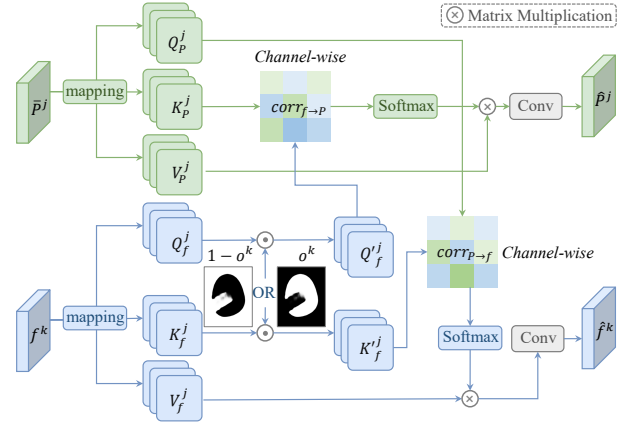 ⊗ Matrix Multiplication
Q_P^j
Channel-wise
P̄^j
mapping
K_P^j
corr_{f→P}
Softmax
⊗
Conv
P̂^j
V_P^j
Q_f^j
⊙
Q'_f^j
1 − o^k
o^k
corr_{P→f}
Channel-wise
OR
f^k
mapping
K_f^j
⊙
K'_f^j
Softmax
Conv
f̂^k
V_f^j
⊗